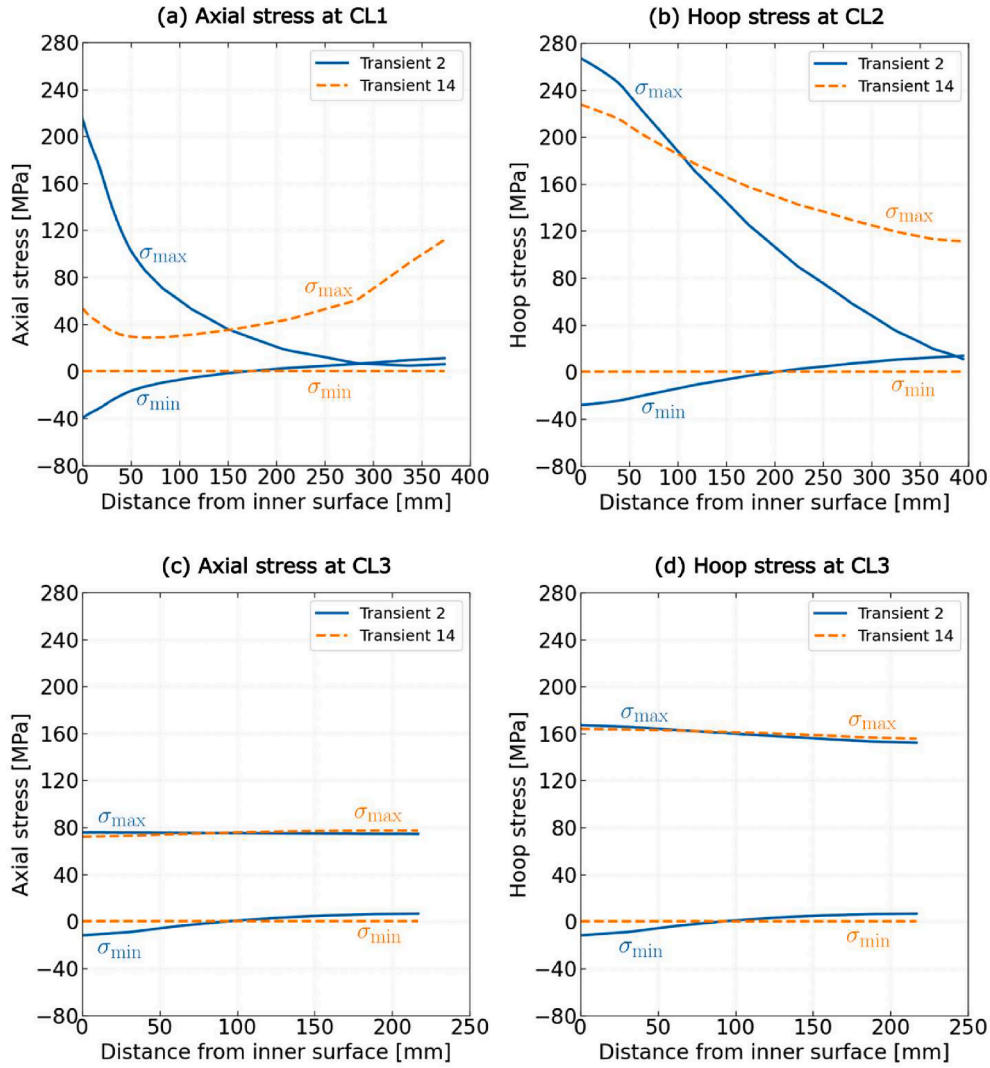 (a) Axial stress at CL1
280
240
200
160
120
80
40
0
−40
−80
Axial stress [MPa]
Transient 2
Transient 14
σmax
σmax
σmin
σmin
0 50 100 150 200 250 300 350 400
Distance from inner surface [mm]
(b) Hoop stress at CL2
280
240
200
160
120
80
40
0
−40
−80
Hoop stress [MPa]
Transient 2
Transient 14
σmax
σmax
σmin
σmin
0 50 100 150 200 250 300 350 400
Distance from inner surface [mm]
(c) Axial stress at CL3
280
240
200
160
120
80
40
0
−40
−80
Axial stress [MPa]
Transient 2
Transient 14
σmax
σmax
σmin
σmin
0 50 100 150 200 250
Distance from inner surface [mm]
(d) Hoop stress at CL3
280
240
200
160
120
80
40
0
−40
−80
Hoop stress [MPa]
Transient 2
Transient 14
σmax
σmax
σmin
σmin
0 50 100 150 200 250
Distance from inner surface [mm]